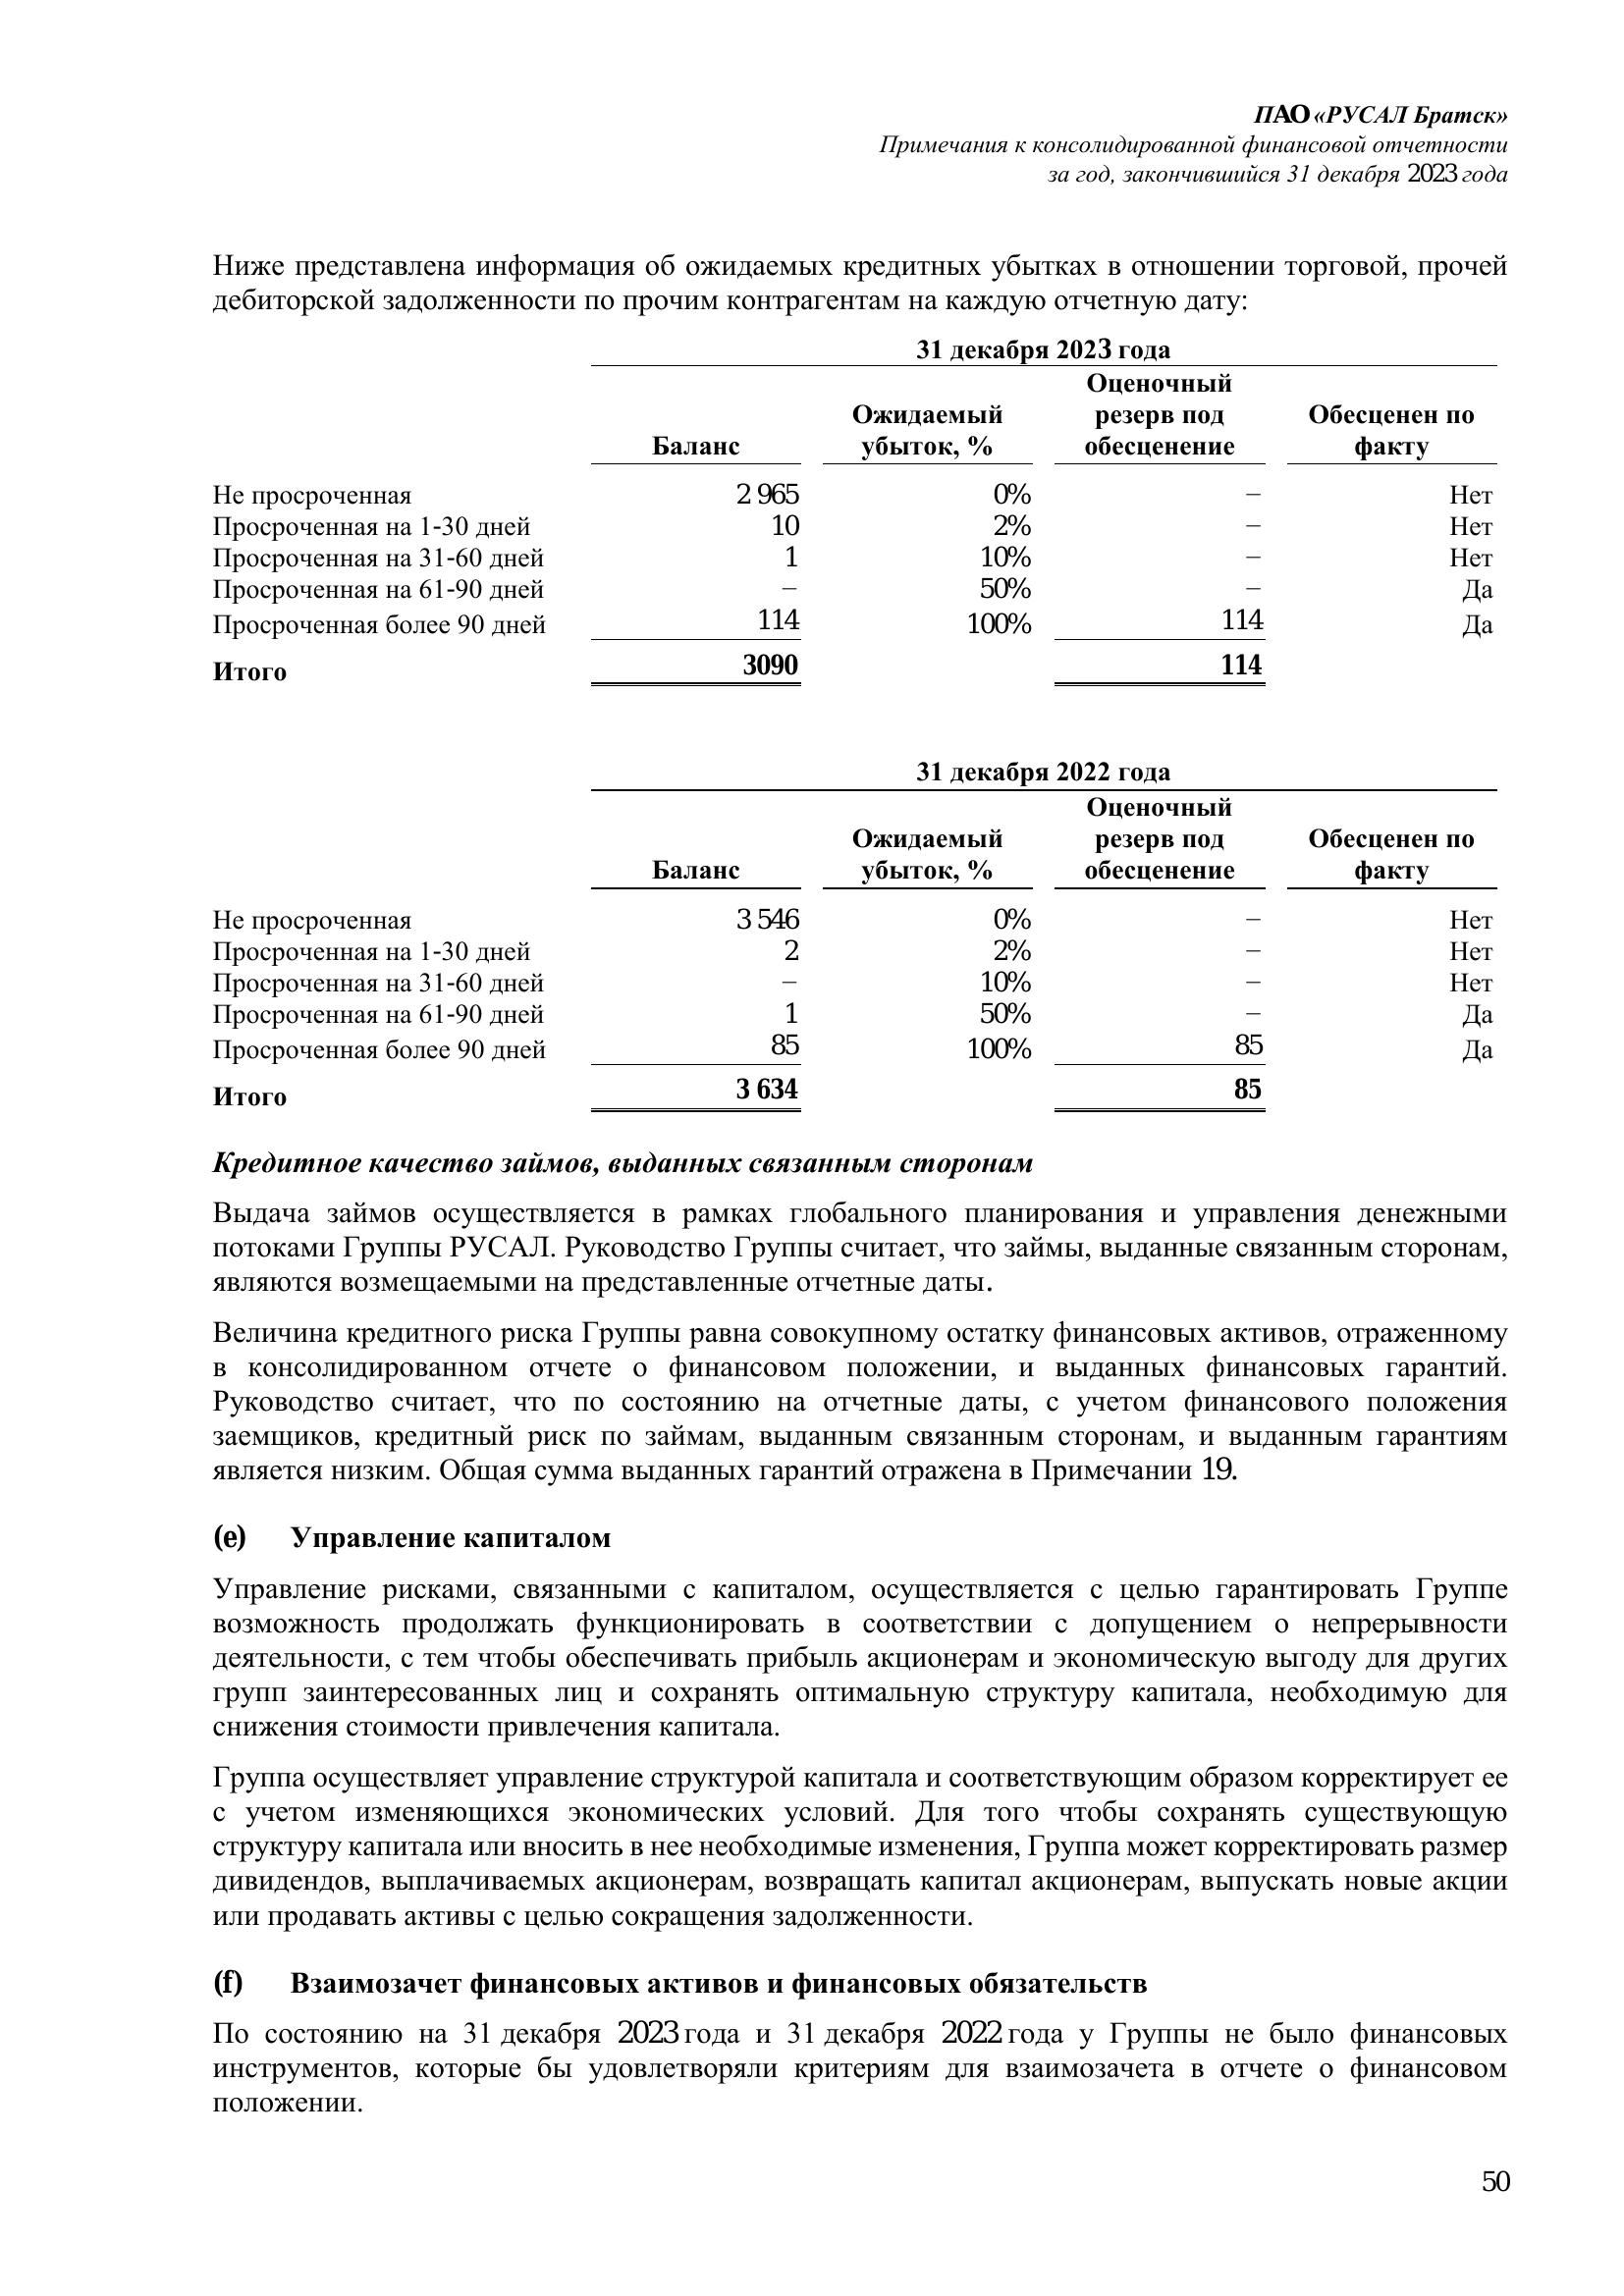 ПАО «РУСАЛ Братск»
Примечания к консолидированной финансовой отчетности
за год, закончившийся 31 декабря 2023 года
Ниже представлена информация об ожидаемых кредитных убытках в отношении торговой, прочей
дебиторской задолженности по прочим контрагентам на каждую отчетную дату:
31 декабря 2023 года
Баланс Ожидаемый убыток, % Оценочный резерв под обесценение Обесценен по факту
Не просроченная 2 965 0% – Нет
Просроченная на 1-30 дней 10 2% – Нет
Просроченная на 31-60 дней 1 10% – Нет
Просроченная на 61-90 дней – 50% – Да
Просроченная более 90 дней 114 100% 114 Да
Итого 3090 114
31 декабря 2022 года
Баланс Ожидаемый убыток, % Оценочный резерв под обесценение Обесценен по факту
Не просроченная 3 546 0% – Нет
Просроченная на 1-30 дней 2 2% – Нет
Просроченная на 31-60 дней – 10% – Нет
Просроченная на 61-90 дней 1 50% – Да
Просроченная более 90 дней 85 100% 85 Да
Итого 3 634 85
Кредитное качество займов, выданных связанным сторонам
Выдача займов осуществляется в рамках глобального планирования и управления денежными
потоками Группы РУСАЛ. Руководство Группы считает, что займы, выданные связанным сторонам,
являются возмещаемыми на представленные отчетные даты.
Величина кредитного риска Группы равна совокупному остатку финансовых активов, отраженному
в консолидированном отчете о финансовом положении, и выданных финансовых гарантий.
Руководство считает, что по состоянию на отчетные даты, с учетом финансового положения
заемщиков, кредитный риск по займам, выданным связанным сторонам, и выданным гарантиям
является низким. Общая сумма выданных гарантий отражена в Примечании 19.
(e) Управление капиталом
Управление рисками, связанными с капиталом, осуществляется с целью гарантировать Группе
возможность продолжать функционировать в соответствии с допущением о непрерывности
деятельности, с тем чтобы обеспечивать прибыль акционерам и экономическую выгоду для других
групп заинтересованных лиц и сохранять оптимальную структуру капитала, необходимую для
снижения стоимости привлечения капитала.
Группа осуществляет управление структурой капитала и соответствующим образом корректирует ее
с учетом изменяющихся экономических условий. Для того чтобы сохранять существующую
структуру капитала или вносить в нее необходимые изменения, Группа может корректировать размер
дивидендов, выплачиваемых акционерам, возвращать капитал акционерам, выпускать новые акции
или продавать активы с целью сокращения задолженности.
(f) Взаимозачет финансовых активов и финансовых обязательств
По состоянию на 31 декабря 2023 года и 31 декабря 2022 года у Группы не было финансовых
инструментов, которые бы удовлетворяли критериям для взаимозачета в отчете о финансовом
положении.
50